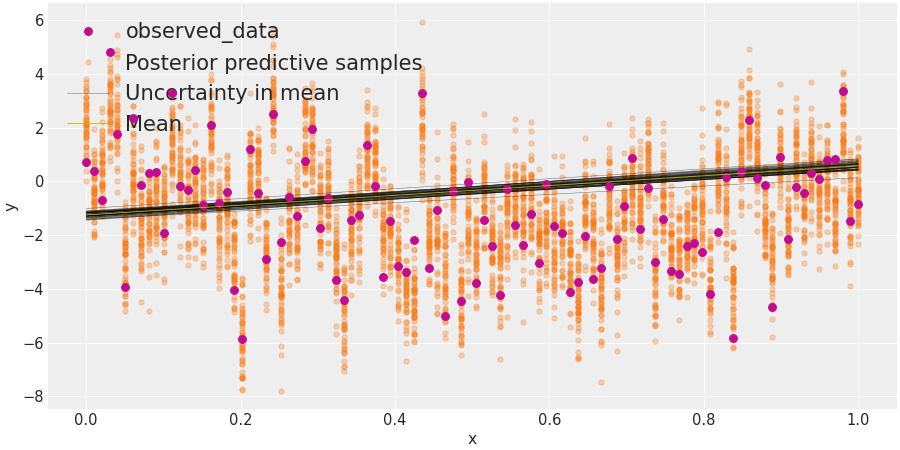 observed_data
Posterior predictive samples
Uncertainty in mean
Mean
6
4
2
0
−2
−4
−6
−8
y
0.0 0.2 0.4 0.6 0.8 1.0
x